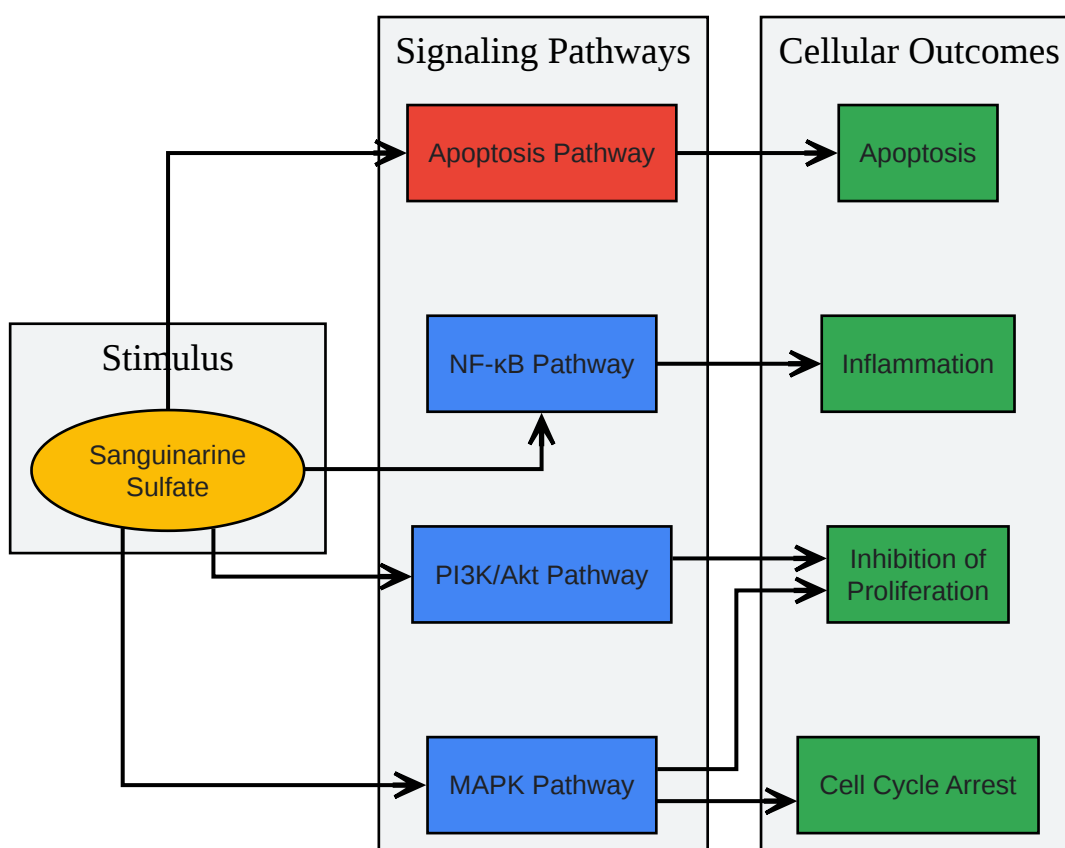 Signaling Pathways
Cellular Outcomes
Apoptosis Pathway
Apoptosis
Stimulus
NF-κB Pathway
Inflammation
Sanguinarine
Sulfate
PI3K/Akt Pathway
Inhibition of
Proliferation
MAPK Pathway
Cell Cycle Arrest